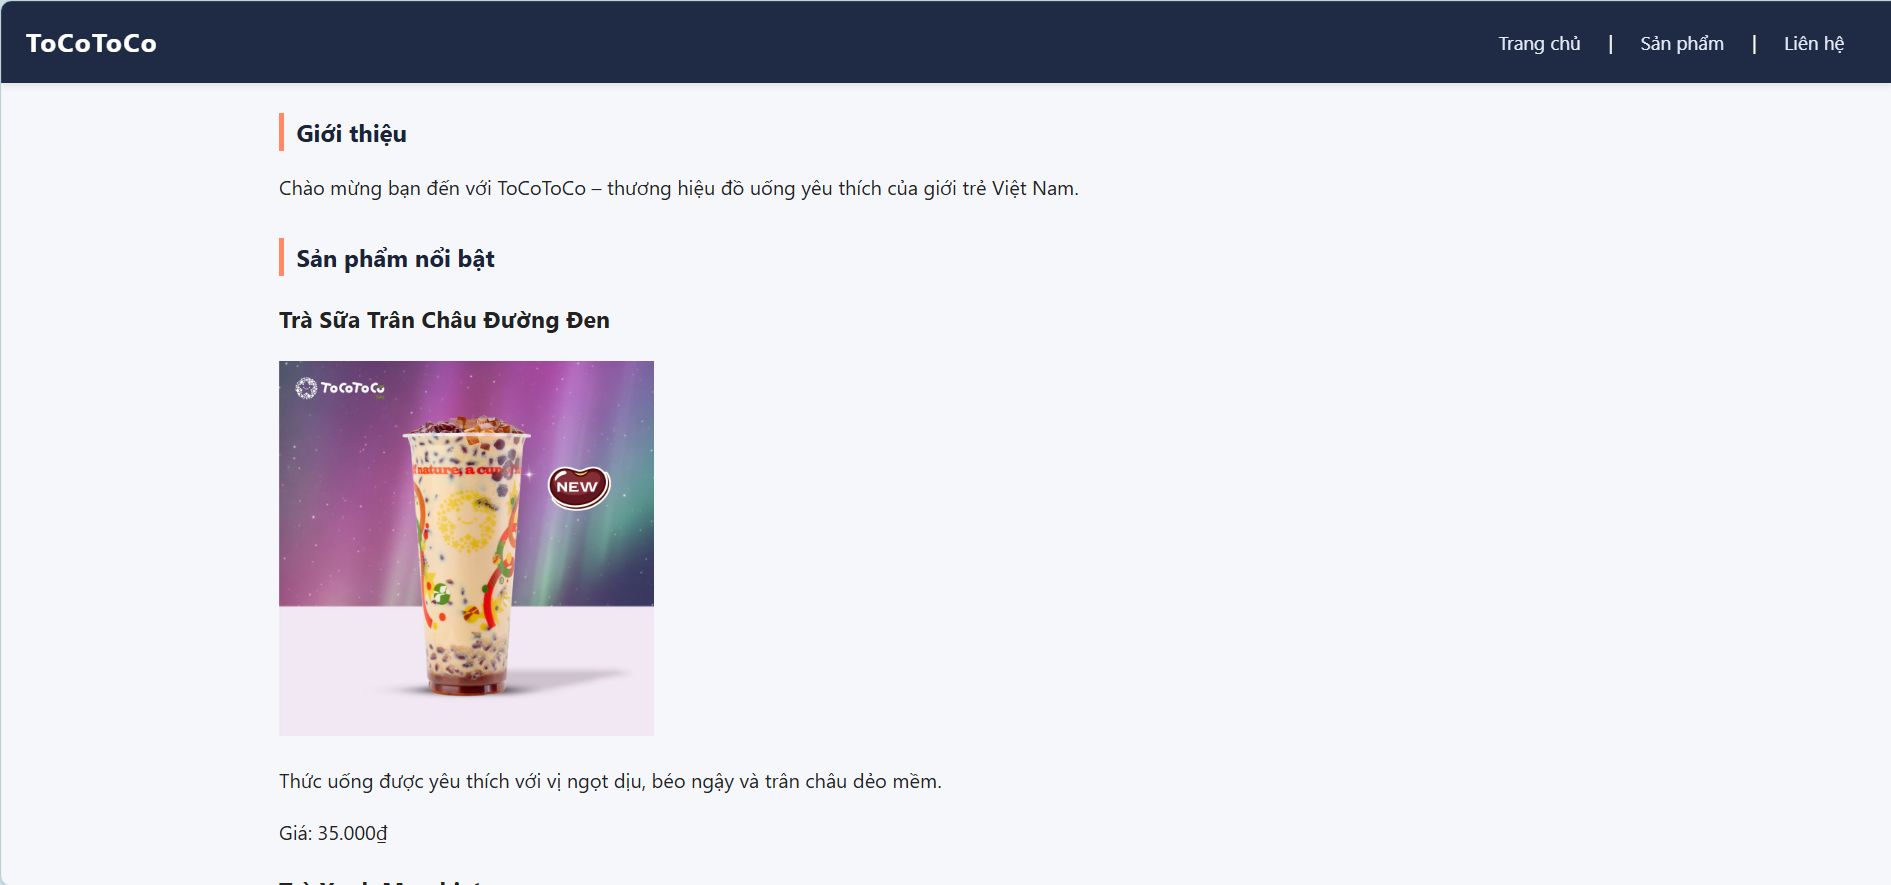 ToCoToCo
Trang chủ | Sản phẩm | Liên hệ
Giới thiệu
Chào mừng bạn đến với ToCoToCo – thương hiệu đồ uống yêu thích của giới trẻ Việt Nam.
Sản phẩm nổi bật
Trà Sữa Trân Châu Đường Đen
ToCoToCo
nature, a cup
NEW
Thức uống được yêu thích với vị ngọt dịu, béo ngậy và trân châu dẻo mềm.
Giá: 35.000₫